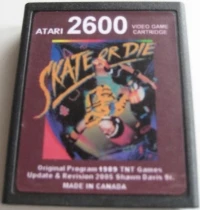 ATARI 2600 VIDEO GAME
CARTRIDGE
SKATE OR DIE
Original Program 1989 TNT Games
Update & Revision 2005 Shawn Davis Sr.
MADE IN CANADA